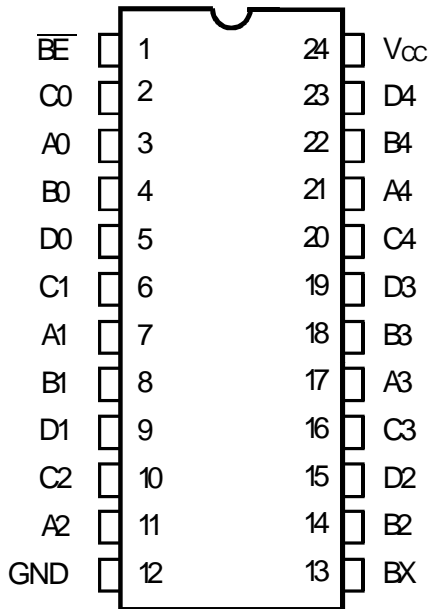 B̅E̅ 1 24 Vcc
C0 2 23 D4
A0 3 22 B4
B0 4 21 A4
D0 5 20 C4
C1 6 19 D3
A1 7 18 B3
B1 8 17 A3
D1 9 16 C3
C2 10 15 D2
A2 11 14 B2
GND 12 13 BX